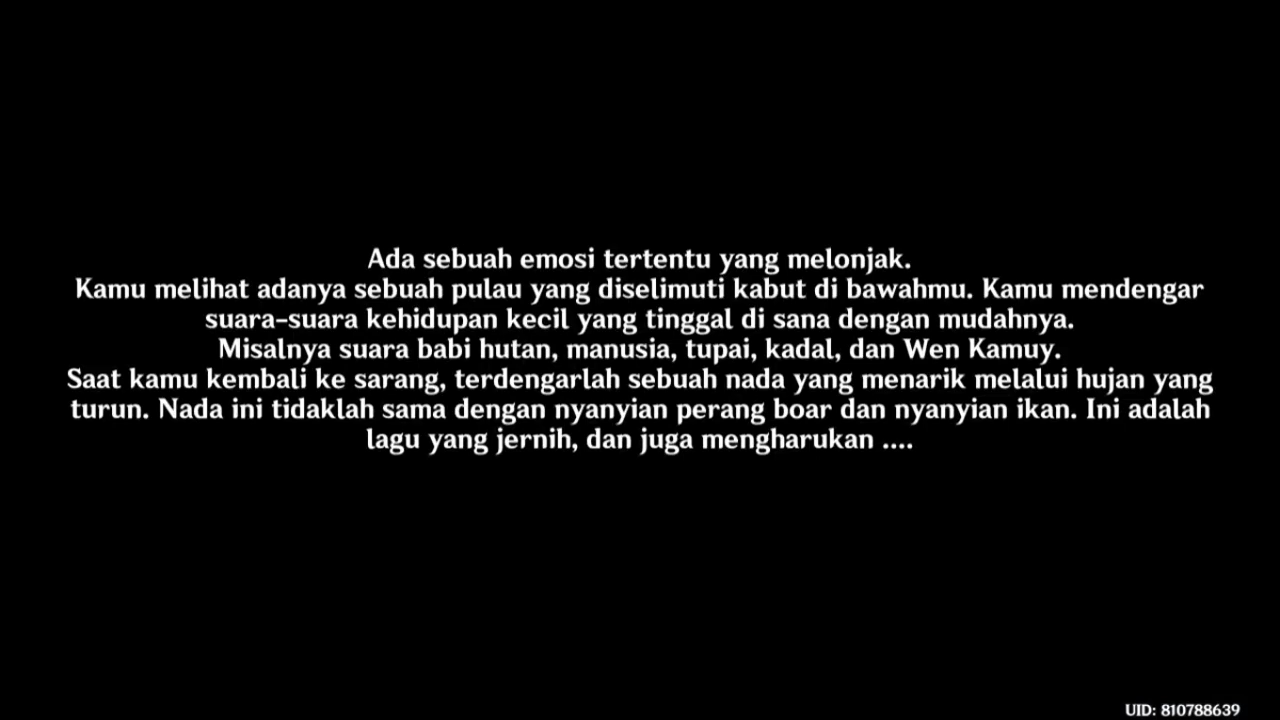 Ada sebuah emosi tertentu yang melonjak.
Kamu melihat adanya sebuah pulau yang diselimuti kabut di bawahmu. Kamu mendengar
suara-suara kehidupan kecil yang tinggal di sana dengan mudahnya.
Misalnya suara babi hutan, manusia, tupai, kadal, dan Wen Kamuy.
Saat kamu kembali ke sarang, terdengarlah sebuah nada yang menarik melalui hujan yang
turun. Nada ini tidaklah sama dengan nyanyian perang boar dan nyanyian ikan. Ini adalah
lagu yang jernih, dan juga mengharukan ....
UID: 810788639